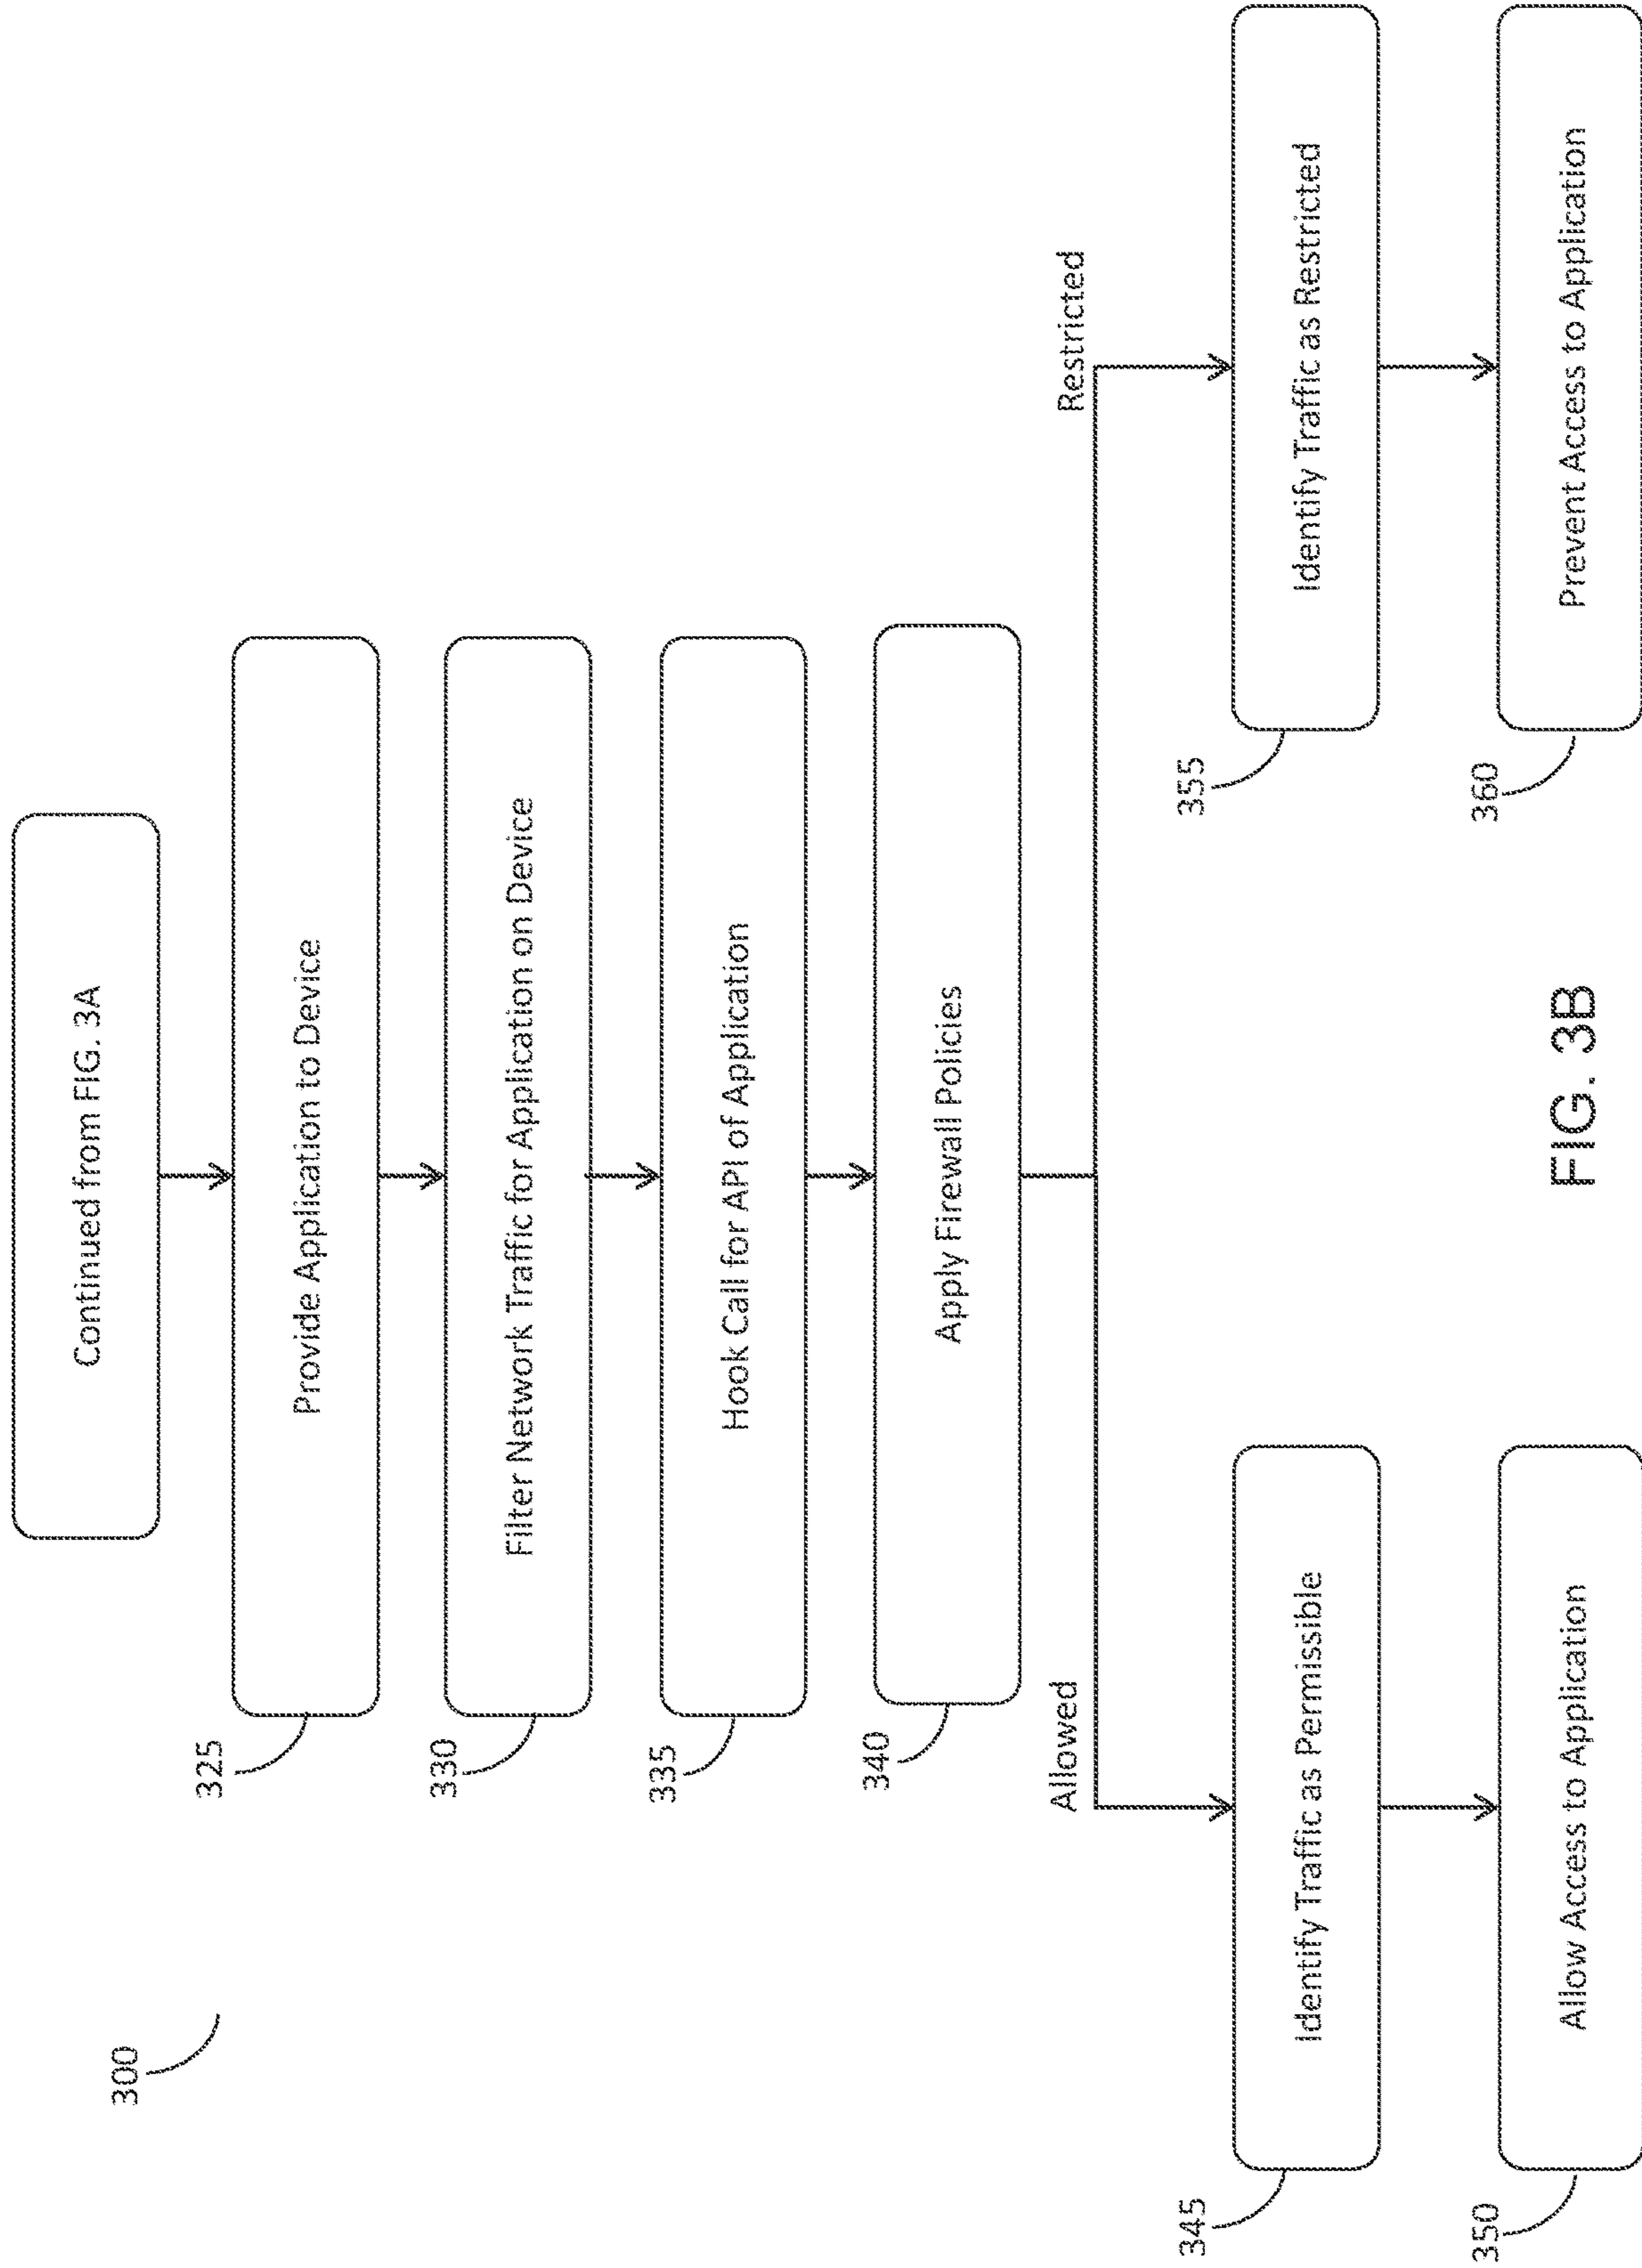 300
Continued from FIG. 3A
325
Provide Application to Device
330
Filter Network Traffic for Application on Device
335
Hook Call for API of Application
340
Apply Firewall Policies
Allowed
Restricted
345
Identify Traffic as Permissible
355
Identify Traffic as Restricted
350
Allow Access to Application
360
Prevent Access to Application
FIG. 3B